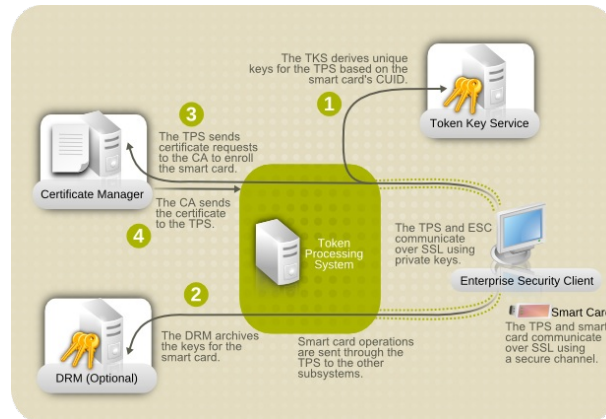 The TKS derives unique
keys for the TPS based on the
smart card's CUID.
1
Token Key Service
3
The TPS sends
certificate requests
to the CA to enroll
the smart card.
Certificate Manager
The CA sends
the certificate
to the TPS.
4
Token
Processing
System
The TPS and ESC
communicate
over SSL using
private keys.
Enterprise Security Client
2
The DRM archives
the keys for the
smart card.
DRM (Optional)
Smart card operations
are sent through the
TPS to the other
subsystems.
Smart Card
The TPS and smart
card communicate
over SSL using
a secure channel.